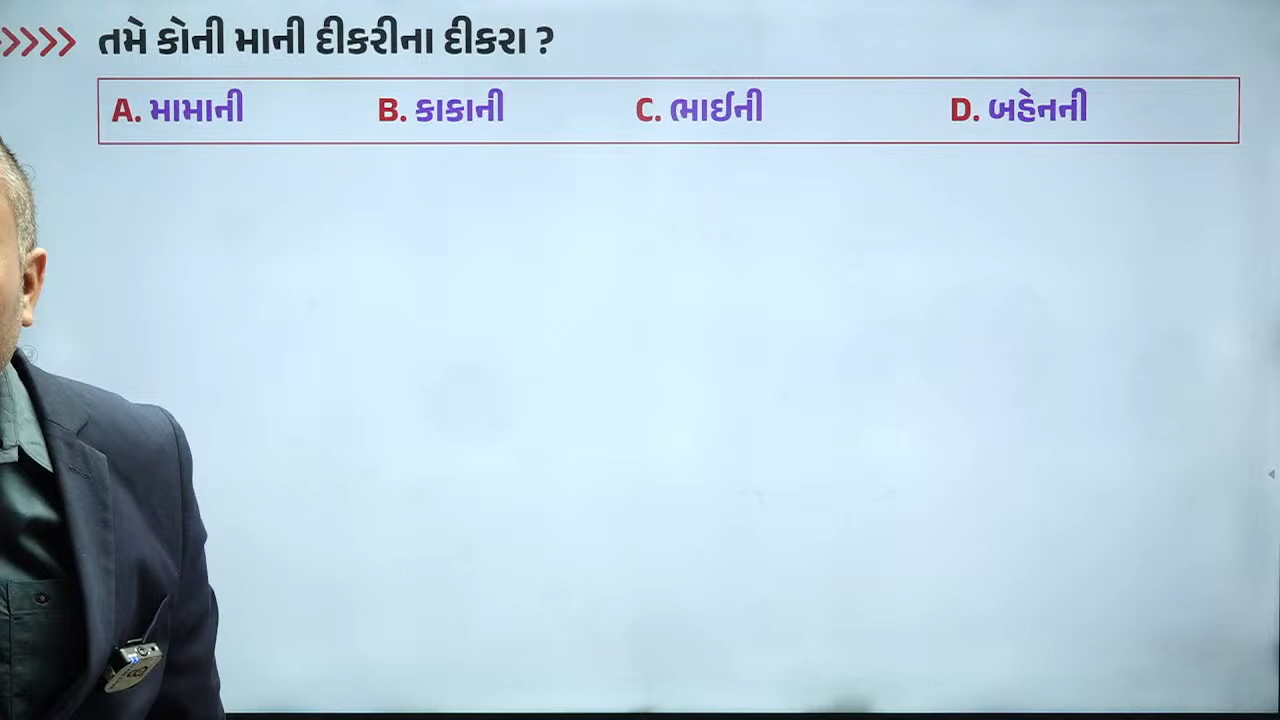 તમે કોની માની દીકરીના દીકરા ?
A. મામાની B. કાકાની C. ભાઈની D. બહેનની